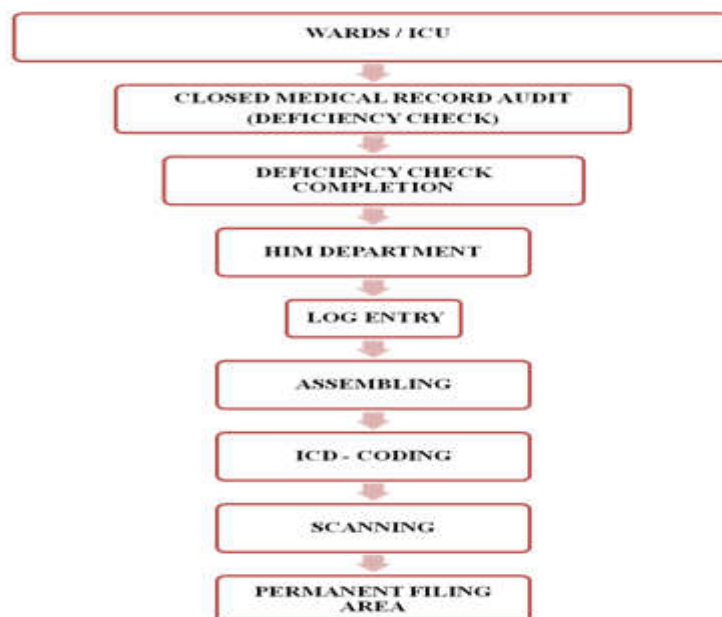 WARDS / ICU
CLOSED MEDICAL RECORD AUDIT
(DEFICIENCY CHECK)
DEFICIENCY CHECK
COMPLETION
HIM DEPARTMENT
LOG ENTRY
ASSEMBLING
ICD - CODING
SCANNING
PERMANENT FILING
AREA